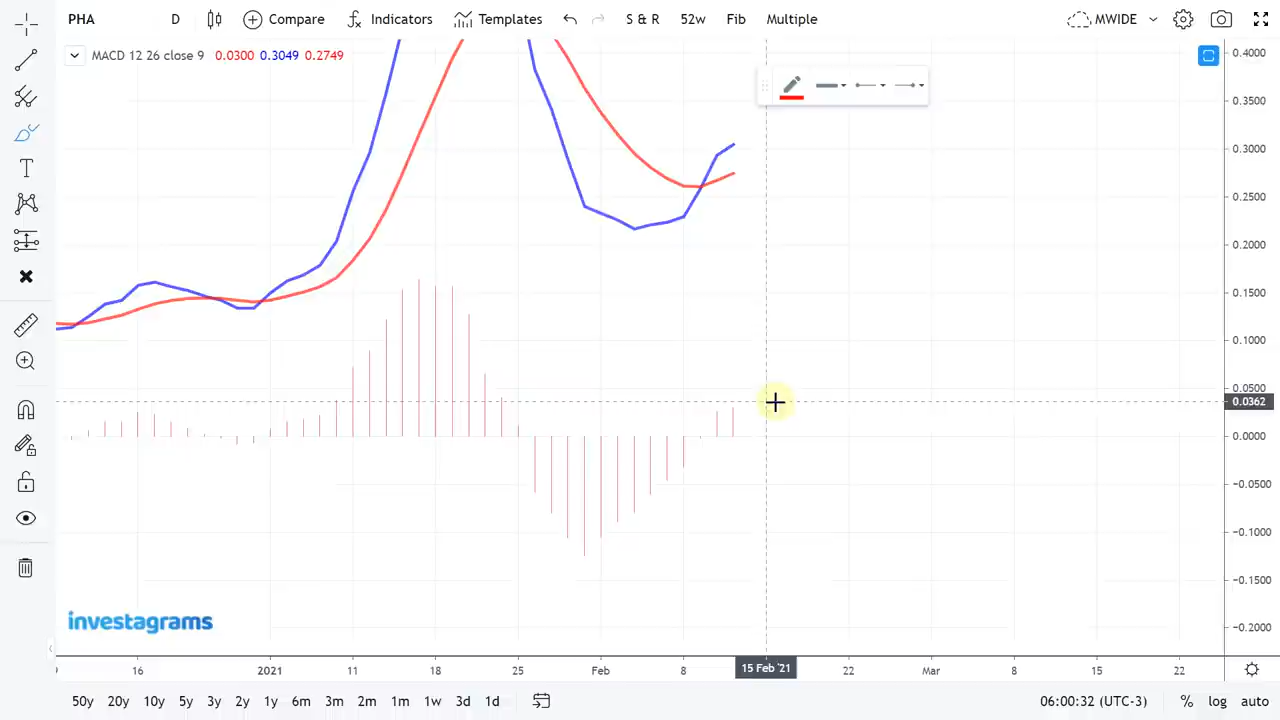 PHA D Compare Indicators Templates S & R 52w Fib Multiple MWIDE
MACD 12 26 close 9 0.0300 0.3049 0.2749
T
0.4000
0.3500
0.3000
0.2500
0.2000
0.1500
0.1000
0.0500
0.0362
0.0000
−0.0500
−0.1000
−0.1500
−0.2000
investagrams
16 2021 11 18 25 Feb 8 15 Feb '21 22 Mar 8 15 22
50y 20y 10y 5y 3y 2y 1y 6m 3m 2m 1m 1w 3d 1d 06:00:32 (UTC-3) % log auto